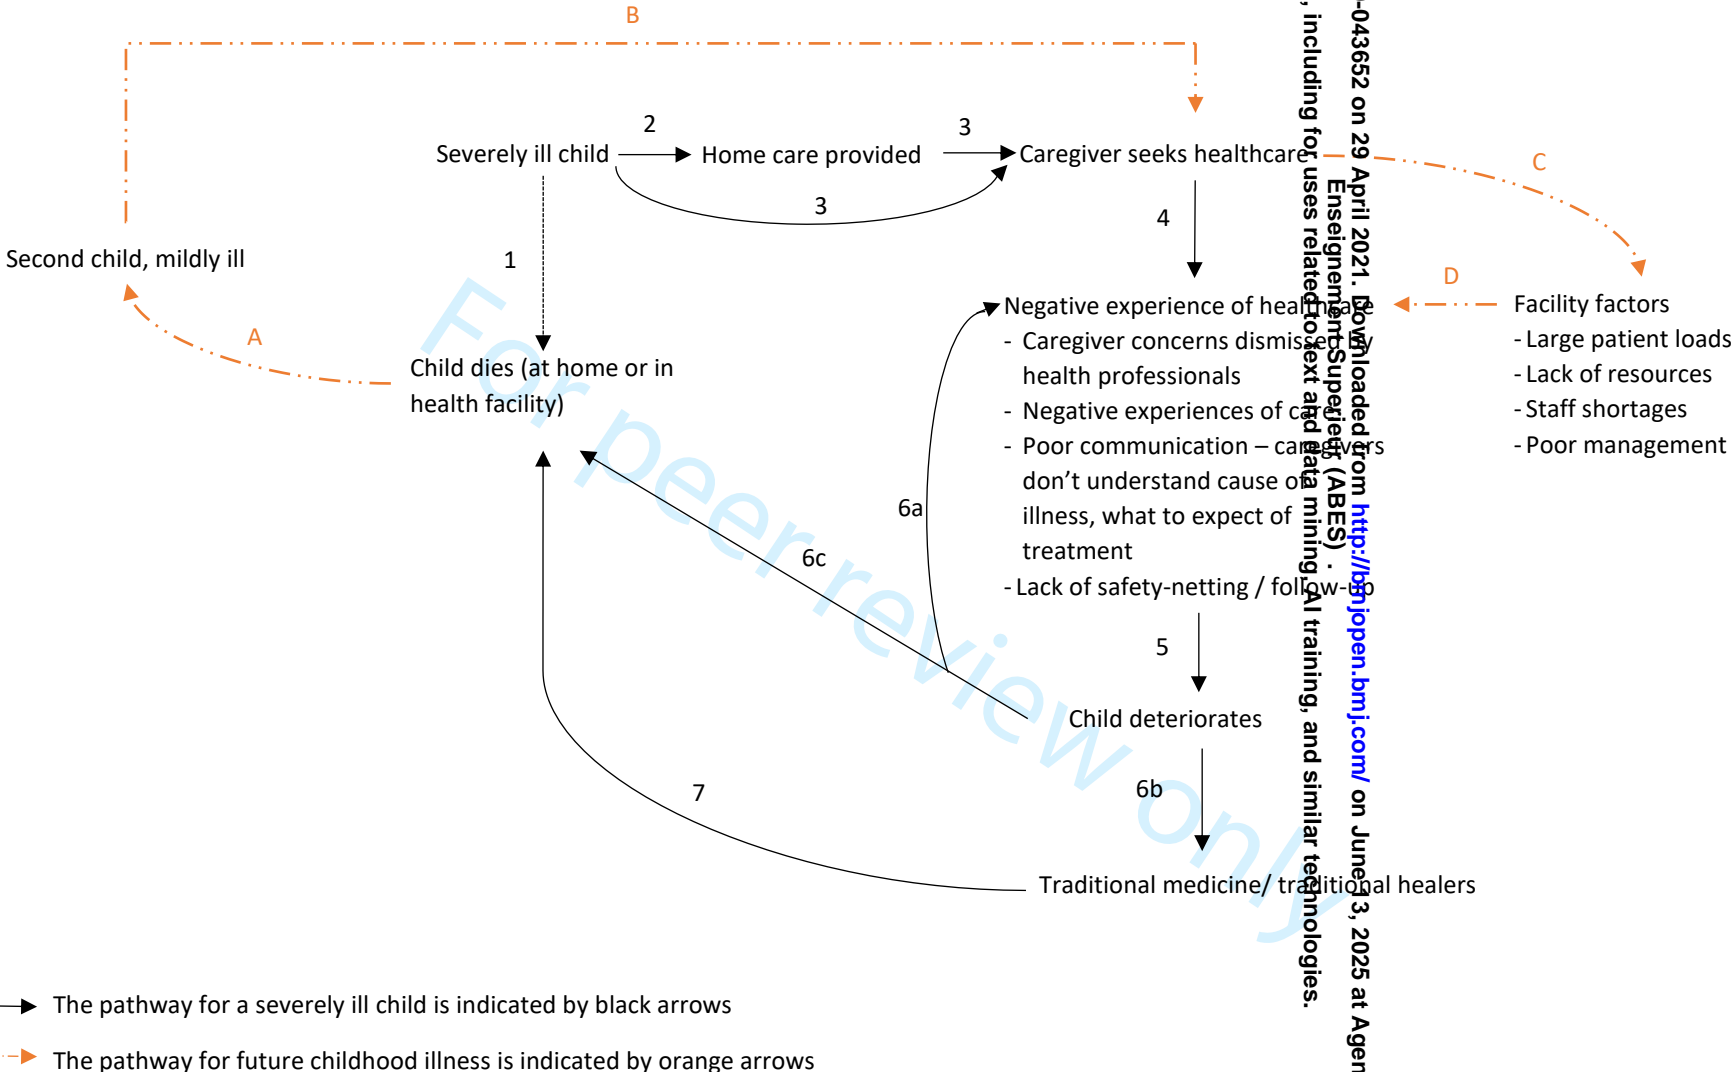 B
2
3
C
Severely ill child
Home care provided
Caregiver seeks healthcare
3
4
1
Second child, mildly ill
D
A
Negative experience of healthcare
- Caregiver concerns dismissed by
health professionals
- Negative experiences of care
- Poor communication – caregivers
don’t understand cause of
illness, what to expect of
treatment
- Lack of safety-netting / follow-up
Facility factors
- Large patient loads
- Lack of resources
- Staff shortages
- Poor management
Child dies (at home or in
health facility)
6a
6c
5
Child deteriorates
6b
7
Traditional medicine/ traditional healers
The pathway for a severely ill child is indicated by black arrows
The pathway for future childhood illness is indicated by orange arrows
For peer review only
-043652 on 29 April 2021. Downloaded from http://bmjopen.bmj.com/ on June 13, 2025 at Agen
Enseignement Superieur (ABES) .
, including for uses related to text and data mining, AI training, and similar technologies.